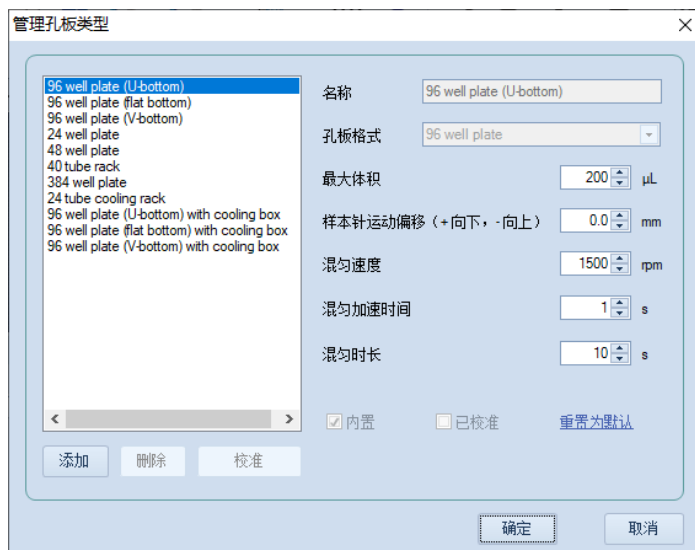 管理孔板类型
96 well plate (U-bottom)
96 well plate (flat bottom)
96 well plate (V-bottom)
24 well plate
48 well plate
40 tube rack
384 well plate
24 tube cooling rack
96 well plate (U-bottom) with cooling box
96 well plate (flat bottom) with cooling box
96 well plate (V-bottom) with cooling box
添加 删除 校准
名称 96 well plate (U-bottom)
孔板格式 96 well plate
最大体积 200 μL
样本针运动偏移（+向下，-向上） 0.0 mm
混匀速度 1500 rpm
混匀加速时间 1 s
混匀时长 10 s
内置 已校准 重置为默认
确定 取消